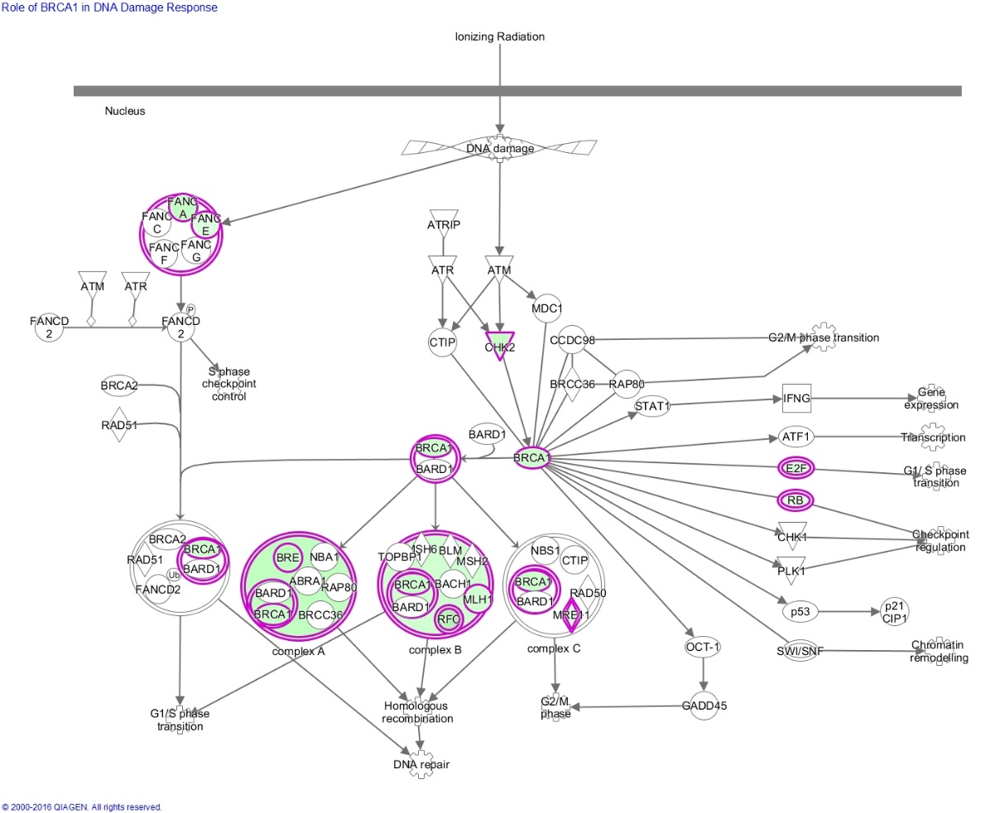 Role of BRCA1 in DNA Damage Response
Ionizing Radiation
Nucleus
DNA damage
FANC
A
FANC
C
FANC
E
FANC
F
FANC
G
ATRIP
ATR
ATM
ATM
ATR
MDC1
P
FANCD
2
FANCD
2
CTIP
CHK2
CCDC98
G2/M phase transition
S phase
checkpoint
control
BRCA2
BRCC36
RAP80
STAT1
IFNG
Gene
expression
RAD51
BARD1
ATF1
Transcription
BRCA1
BARD1
BRCA1
E2F
G1/ S phase
transition
RB
CHK1
Checkpoint
regulation
PLK1
BRCA2
RAD51
BRCA1
BARD1
Ub
FANCD2
BRE
NBA1
ABRA1
RAP80
BARD1
BRCA1
BRCC36
complex A
TOPBP1
MSH6
BLM
MSH2
BRCA1
BACH1
BARD1
MLH1
RFC
complex B
NBS1
CTIP
BRCA1
BARD1
RAD50
MRE11
complex C
p53
p21
CIP1
OCT-1
SWI/SNF
Chromatin
remodelling
G1/S phase
transition
Homologous
recombination
G2/M
phase
GADD45
DNA repair
© 2000-2016 QIAGEN. All rights reserved.